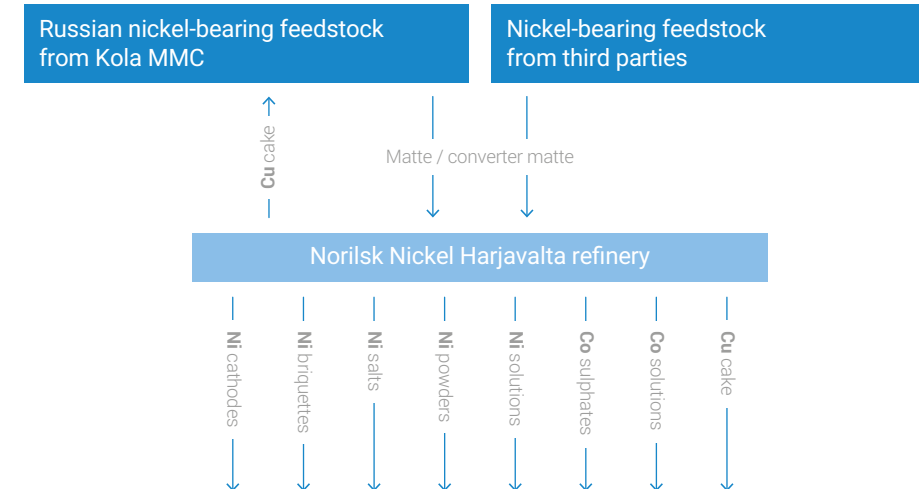 Russian nickel-bearing feedstock
from Kola MMC
Nickel-bearing feedstock
from third parties
Cu cake
Matte / converter matte
Norilsk Nickel Harjavalta refinery
Ni cathodes
Ni briquettes
Ni salts
Ni powders
Ni solutions
Co sulphates
Co solutions
Cu cake